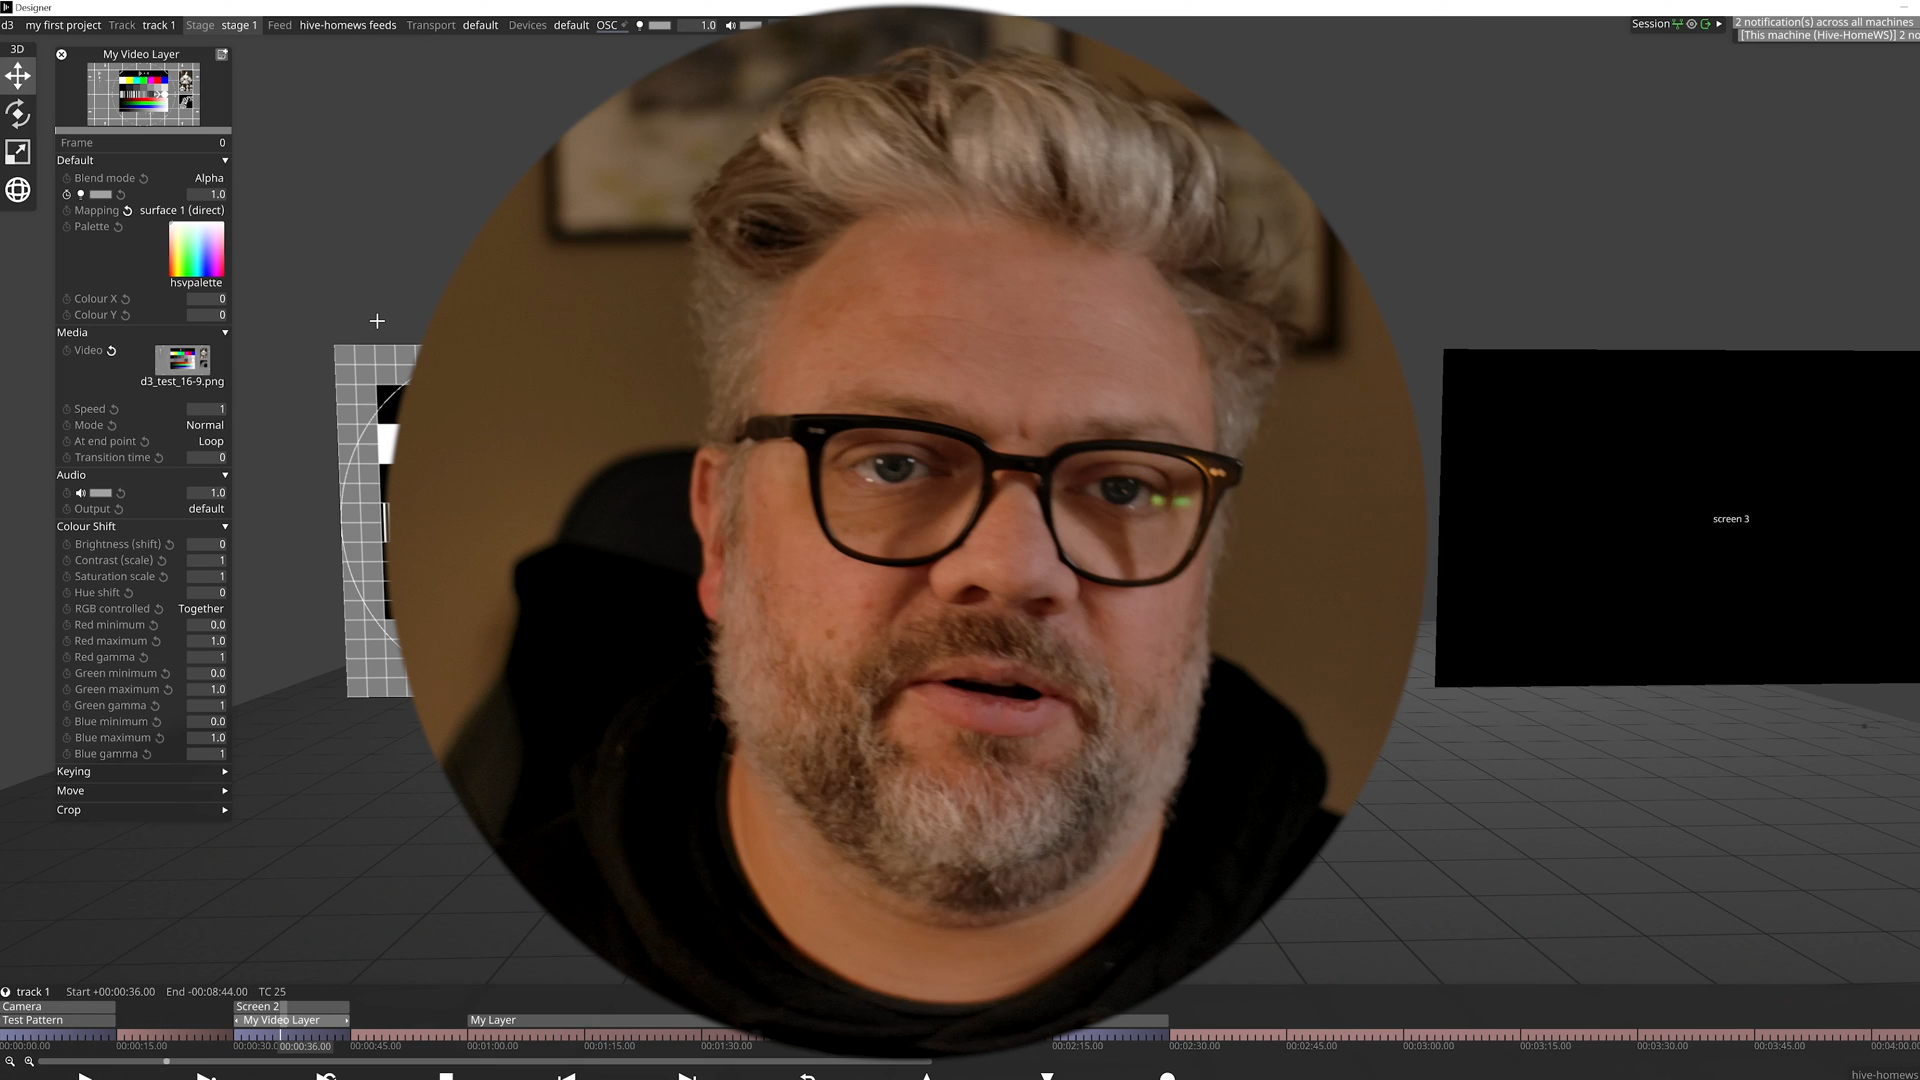 Designer
d3 my first project Track track 1 Stage stage 1 Feed hive-homews feeds Transport default Devices default OSC 1.0
Session
2 notification(s) across all machines
[This machine (Hive-HomeWS)] 2 no
3D
My Video Layer
Frame 0
Default
Blend mode Alpha
1.0
Mapping surface 1 (direct)
Palette
hsvpalette
Colour X 0
Colour Y 0
Media
Video
d3_test_16-9.png
Speed 1
Mode Normal
At end point Loop
Transition time 0
Audio
1.0
Output default
Colour Shift
Brightness (shift) 0
Contrast (scale) 1
Saturation scale 1
Hue shift 0
RGB controlled Together
Red minimum 0.0
Red maximum 1.0
Red gamma 1
Green minimum 0.0
Green maximum 1.0
Green gamma 1
Blue minimum 0.0
Blue maximum 1.0
Blue gamma 1
Keying
Move
Crop
screen 3
track 1 Start +00:00:36.00 End -00:08:44.00 TC 25
Camera Screen 2
Test Pattern My Video Layer My Layer
00:00:00.00 00:00:15.00 00:00:30.0 00:00:36.00 00:00:45.00 00:01:00.00 00:01:15.00 00:01:30.00 00:02:15.00 00:02:30.00 00:02:45.00 00:03:00.00 00:03:15.00 00:03:30.00 00:03:45.00 00:04:00.0
hive-homews